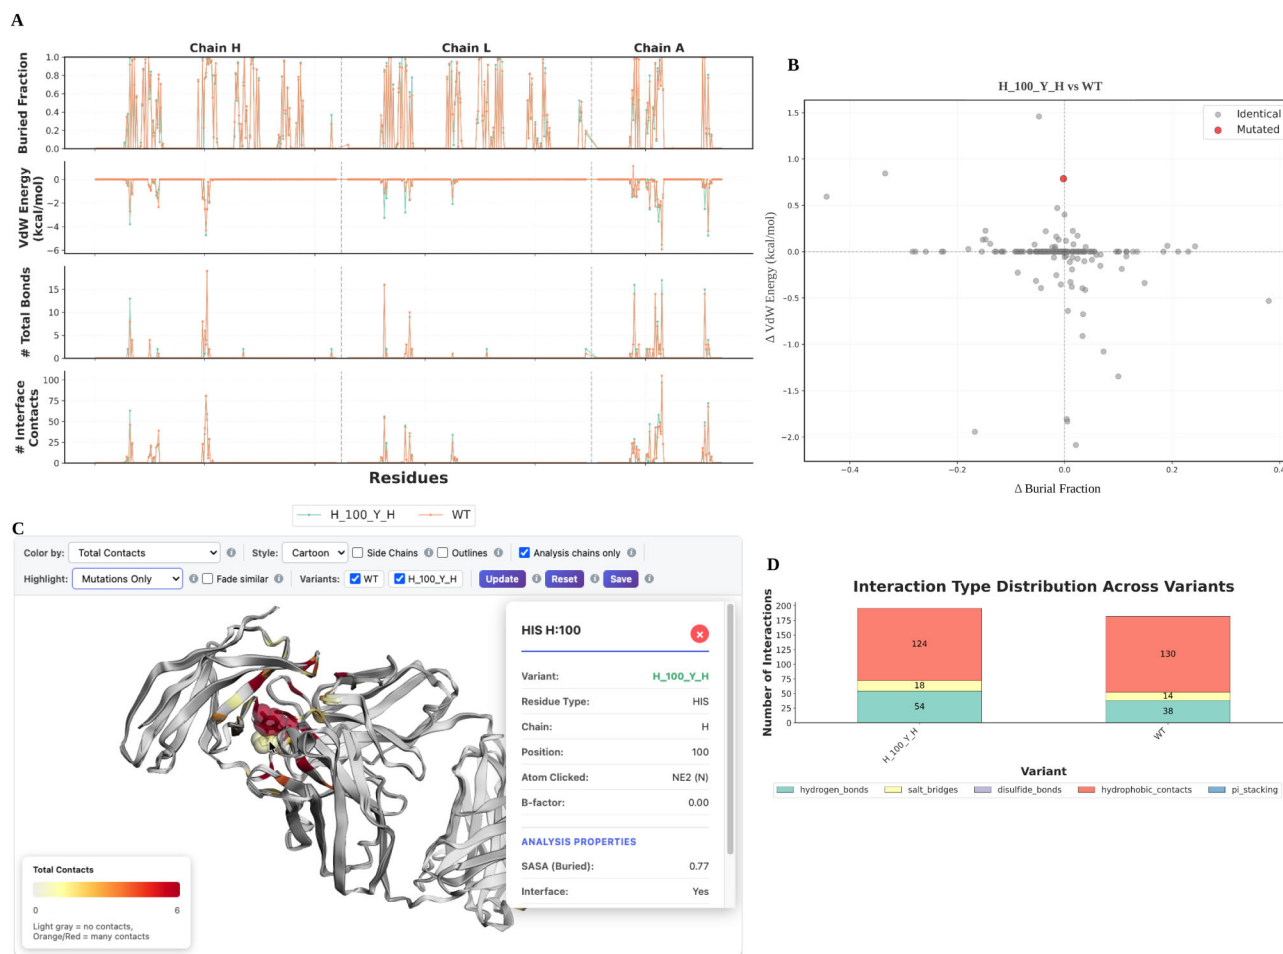 A
Chain H
Chain L
Chain A
Buried Fraction
1.0
0.8
0.6
0.4
0.2
0.0
VdW Energy
(kcal/mol)
0
−2
−4
−6
# Total Bonds
15
10
5
0
# Interface
Contacts
100
75
50
25
0
Residues
H_100_Y_H
WT
B
H_100_Y_H vs WT
Identical
Mutated
Δ VdW Energy (kcal/mol)
1.5
1.0
0.5
0.0
−0.5
−1.0
−1.5
−2.0
−0.4
−0.2
0.0
0.2
0.4
Δ Burial Fraction
C
Color by: Total Contacts i Style: Cartoon Side Chains i Outlines i Analysis chains only i
Highlight: Mutations Only i Fade similar i Variants: WT H_100_Y_H Update i Reset i Save i
HIS H:100
×
Variant: H_100_Y_H
Residue Type: HIS
Chain: H
Position: 100
Atom Clicked: NE2 (N)
B-factor: 0.00
ANALYSIS PROPERTIES
SASA (Buried): 0.77
Interface: Yes
Total Contacts
0 6
Light gray = no contacts,
Orange/Red = many contacts
D
Interaction Type Distribution Across Variants
Number of Interactions
200
175
150
125
100
75
50
25
0
124
18
54
130
14
38
H_100_Y_H
WT
Variant
hydrogen_bonds
salt_bridges
disulfide_bonds
hydrophobic_contacts
pi_stacking